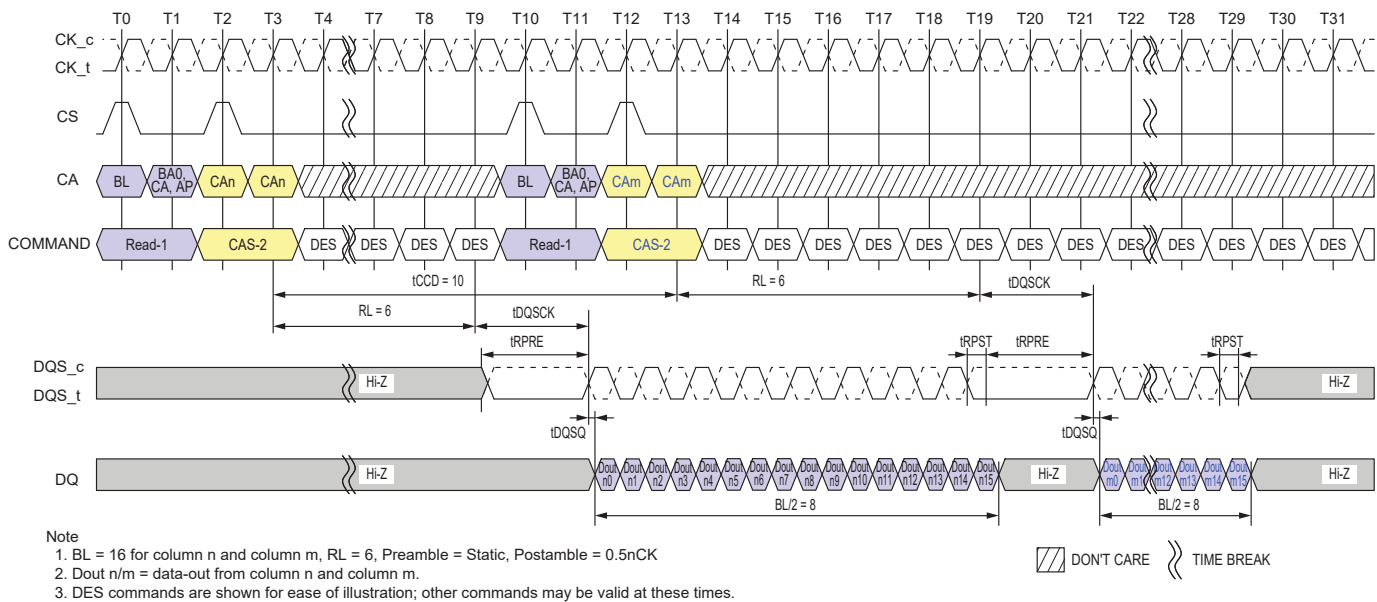 T0 T1 T2 T3 T4 T7 T8 T9 T10 T11 T12 T13 T14 T15 T16 T17 T18 T19 T20 T21 T22 T28 T29 T30 T31
CK_c
CK_t
CS
CA BL BA0, CA, AP CAn CAn BL BA0, CA, AP CAm CAm
COMMAND Read-1 CAS-2 DES DES DES DES Read-1 CAS-2 DES DES DES DES DES DES DES DES DES DES DES DES DES
tCCD = 10 RL = 6 tDQSCK
RL = 6 tDQSCK
tRPRE tRPST tRPRE tRPST
DQS_c
DQS_t
Hi-Z Hi-Z
tDQSQ tDQSQ
DQ Hi-Z Dout n0 Dout n1 Dout n2 Dout n3 Dout n4 Dout n5 Dout n6 Dout n7 Dout n8 Dout n9 Dout n10 Dout n11 Dout n12 Dout n13 Dout n14 Dout n15 Hi-Z Dout m0 Dout m1 Dout m12 Dout m13 Dout m14 Dout m15 Hi-Z
BL/2 = 8 BL/2 = 8
Note
1. BL = 16 for column n and column m, RL = 6, Preamble = Static, Postamble = 0.5nCK
2. Dout n/m = data-out from column n and column m.
3. DES commands are shown for ease of illustration; other commands may be valid at these times.
DON'T CARE TIME BREAK